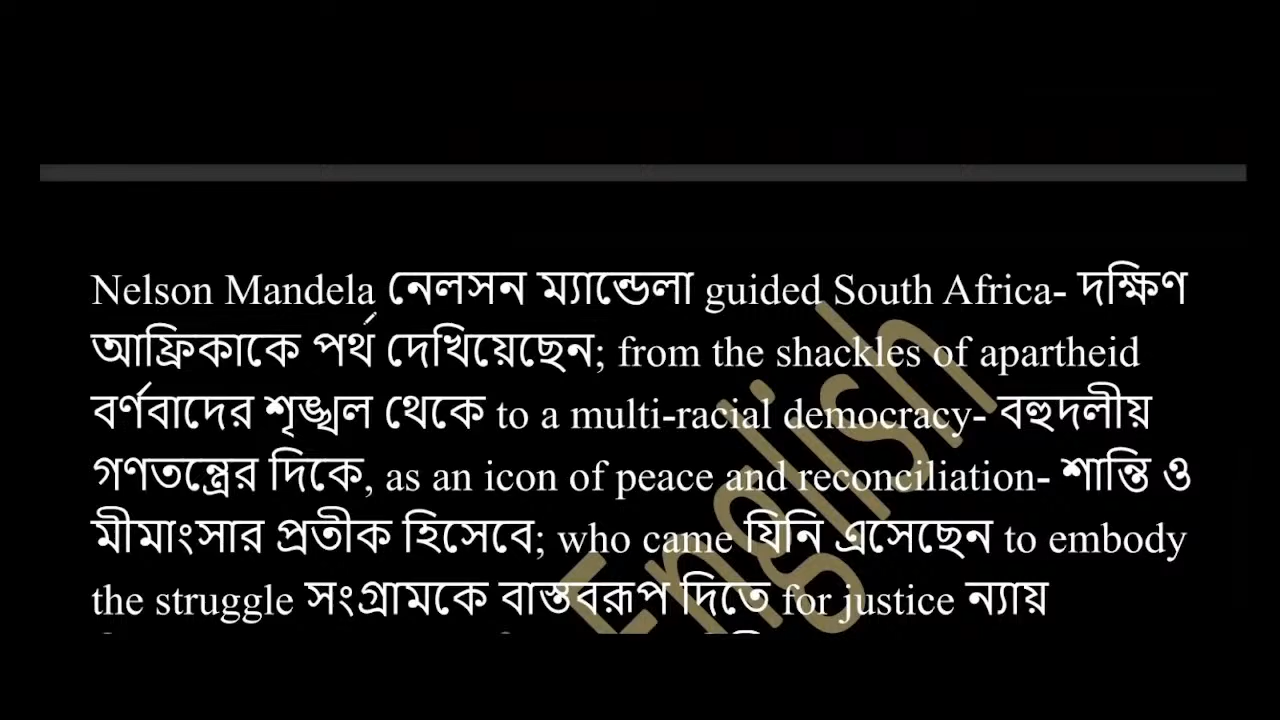 Nelson Mandela নেলসন ম্যান্ডেলা guided South Africa- দক্ষিণ
আফ্রিকাকে পথ দেখিয়েছেন; from the shackles of apartheid
বর্ণবাদের শৃঙ্খল থেকে to a multi-racial democracy- বহুদলীয়
গণতন্ত্রের দিকে, as an icon of peace and reconciliation- শান্তি ও
মীমাংসার প্রতীক হিসেবে; who came যিনি এসেছেন to embody
the struggle সংগ্রামকে বাস্তবরূপ দিতে for justice ন্যায়
English